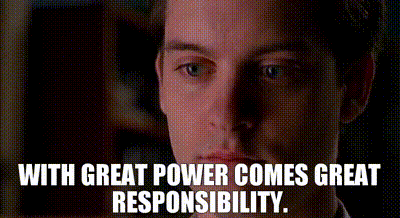 WITH GREAT POWER COMES GREAT
RESPONSIBILITY.